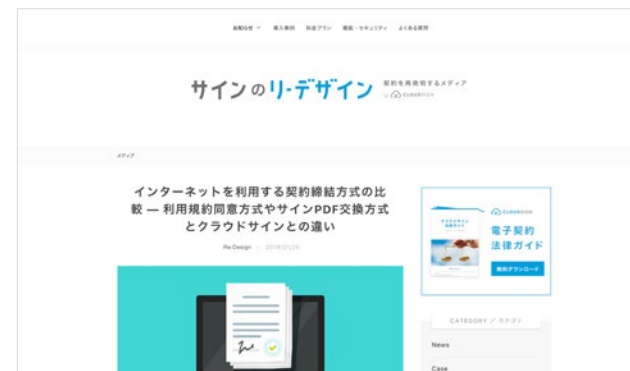 お知らせ 導入事例 料金プラン 機能・セキュリティ よくある質問
サインのリ・デザイン
契約を再発明するメディア
by CLOUDSIGN
メディア
インターネットを利用する契約締結方式の比
較 — 利用規約同意方式やサインPDF交換方式
とクラウドサインとの違い
Re:Design
CLOUDSIGN
電子契約
法律ガイド
無料ダウンロード
CATEGORY / カテゴリ
News
Case